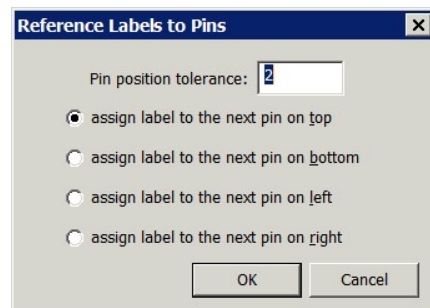 Reference Labels to Pins
Pin position tolerance: 2
assign label to the next pin on top
assign label to the next pin on bottom
assign label to the next pin on left
assign label to the next pin on right
OK Cancel